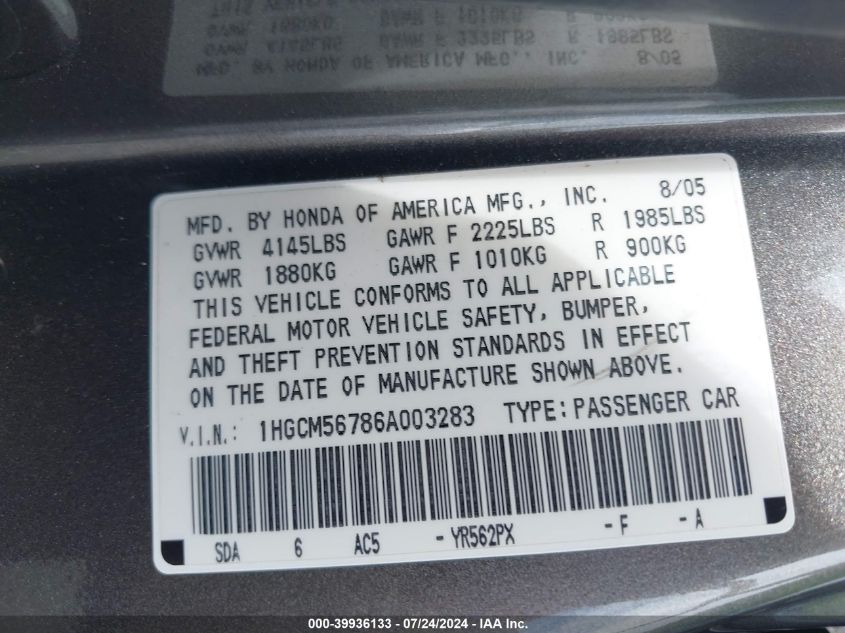 MFD. BY HONDA OF AMERICA MFG., INC. 8/05
GVWR 4145LBS GAWR F 2225LBS R 1985LBS
GVWR 1880KG GAWR F 1010KG R 900KG
THIS VEHICLE CONFORMS TO ALL APPLICABLE
FEDERAL MOTOR VEHICLE SAFETY, BUMPER,
AND THEFT PREVENTION STANDARDS IN EFFECT
ON THE DATE OF MANUFACTURE SHOWN ABOVE.
V.I.N.: 1HGCM56786A003283 TYPE: PASSENGER CAR
SDA 6 AC5 - YR562PX - F - A
000-39936133 / 07/24/2024 - IAA Inc.